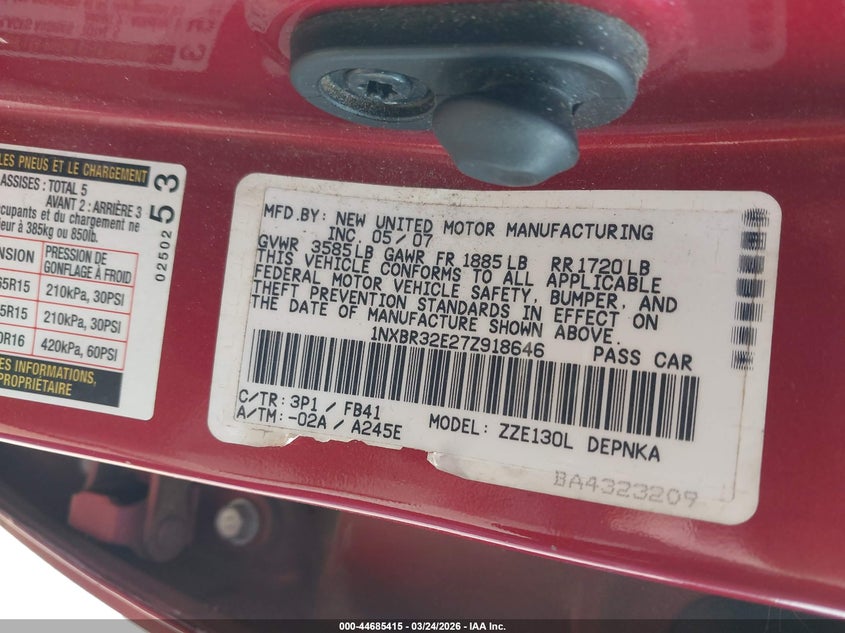 LES PNEUS ET LE CHARGEMENT
ASSISES : TOTAL 5
AVANT 2 : ARRIÈRE 3
occupants et du chargement ne
à 385kg ou 850lb.
PRESSION DE
GONFLAGE À FROID
210kPa, 30PSI
210kPa, 30PSI
420kPa, 60PSI
INFORMATIONS,
PROPRIÉTAIRE
02502 53
MFD.BY: NEW UNITED MOTOR MANUFACTURING
INC. 05/07
GVWR 3585LB GAWR FR 1885LB RR 1720LB
THIS VEHICLE CONFORMS TO ALL APPLICABLE
FEDERAL MOTOR VEHICLE SAFETY, BUMPER, AND
THEFT PREVENTION STANDARDS IN EFFECT ON
THE DATE OF MANUFACTURE SHOWN ABOVE.
1NXBR32E27Z918646 PASS CAR
C/TR: 3P1 / FB41
A/TM: -02A / A245E MODEL: ZZE130L DEPNKA
BA4323209
000-44685415 - 03/24/2026 - IAA Inc.